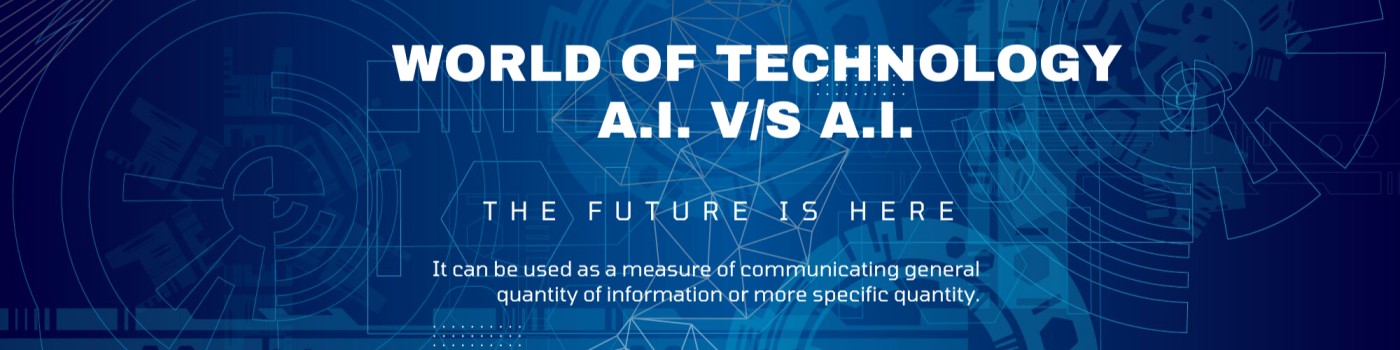 WORLD OF TECHNOLOGY
A.I. V/S A.I.
THE FUTURE IS HERE
It can be used as a measure of communicating general
quantity of information or more specific quantity.